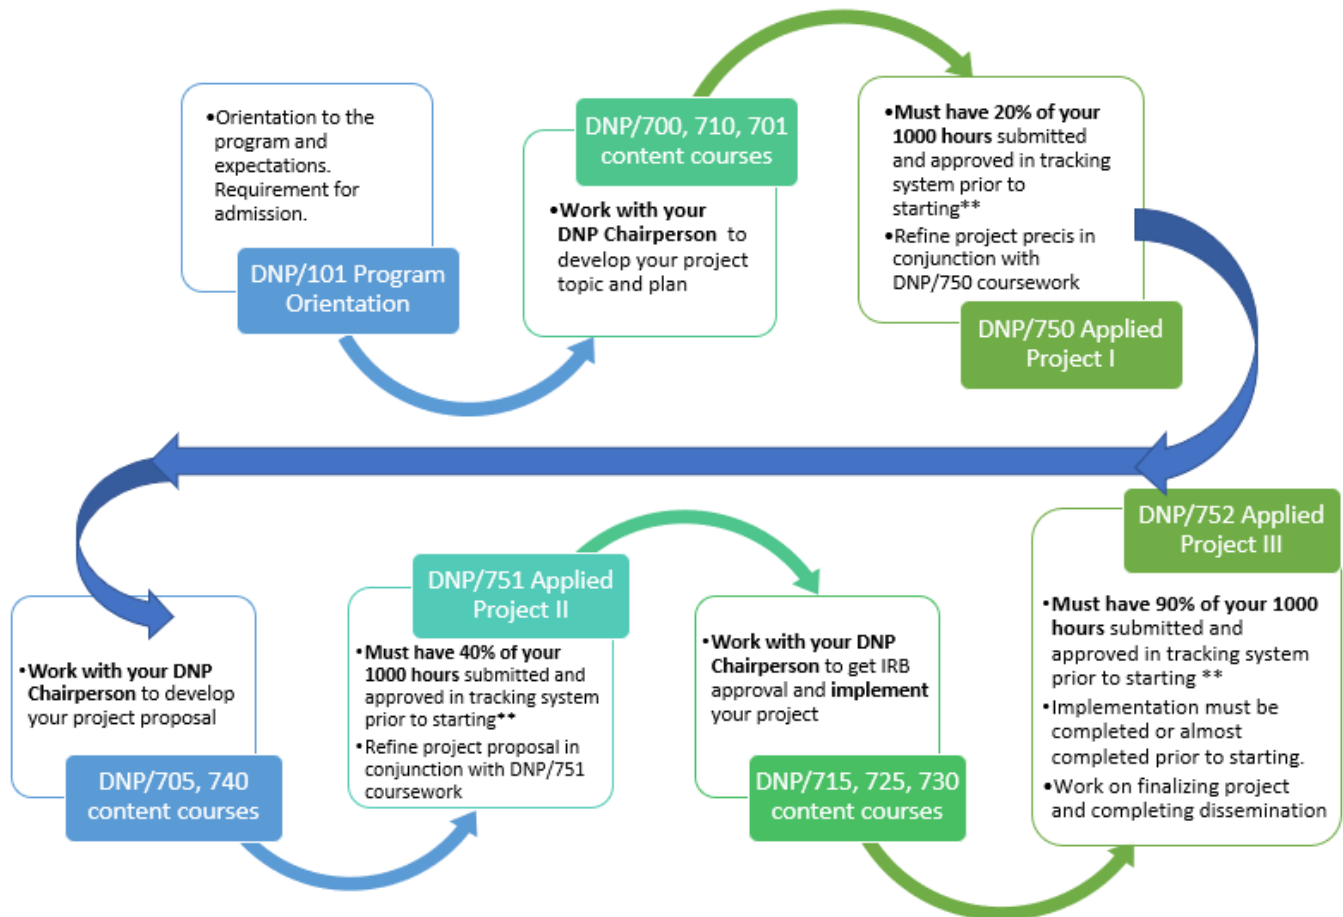 •Orientation to the
program and
expectations.
Requirement for
admission.
DNP/101 Program
Orientation
DNP/700, 710, 701
content courses
•Work with your
DNP Chairperson to
develop your project
topic and plan
•Must have 20% of your
1000 hours submitted
and approved in tracking
system prior to
starting**
•Refine project precis in
conjunction with
DNP/750 coursework
DNP/750 Applied
Project I
•Work with your DNP
Chairperson to develop
your project proposal
DNP/705, 740
content courses
DNP/751 Applied
Project II
•Must have 40% of your
1000 hours submitted and
approved in tracking system
prior to starting**
•Refine project proposal in
conjunction with DNP/751
coursework
•Work with your DNP
Chairperson to get IRB
approval and implement
your project
DNP/715, 725, 730
content courses
DNP/752 Applied
Project III
•Must have 90% of your 1000
hours submitted and
approved in tracking system
prior to starting **
•Implementation must be
completed or almost
completed prior to starting.
•Work on finalizing project
and completing dissemination